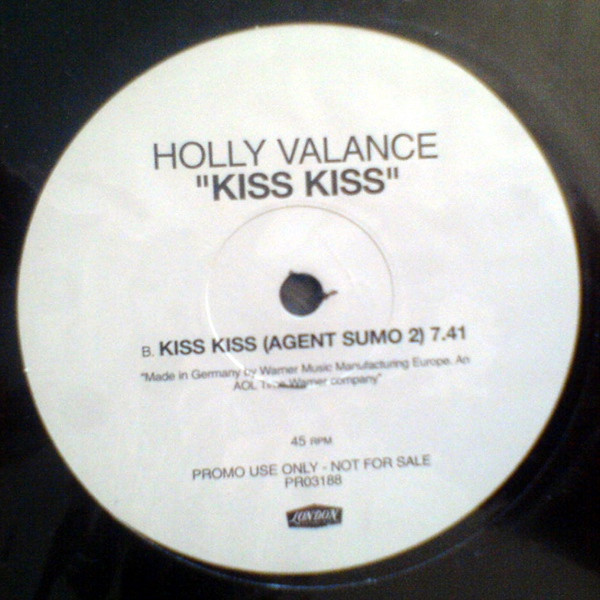 HOLLY VALANCE
"KISS KISS"
B. KISS KISS (AGENT SUMO 2) 7.41
"Made in Germany by Warner Music Manufacturing Europe. An
AOL Time Warner company"
45 RPM
PROMO USE ONLY - NOT FOR SALE
PR03188
LONDON